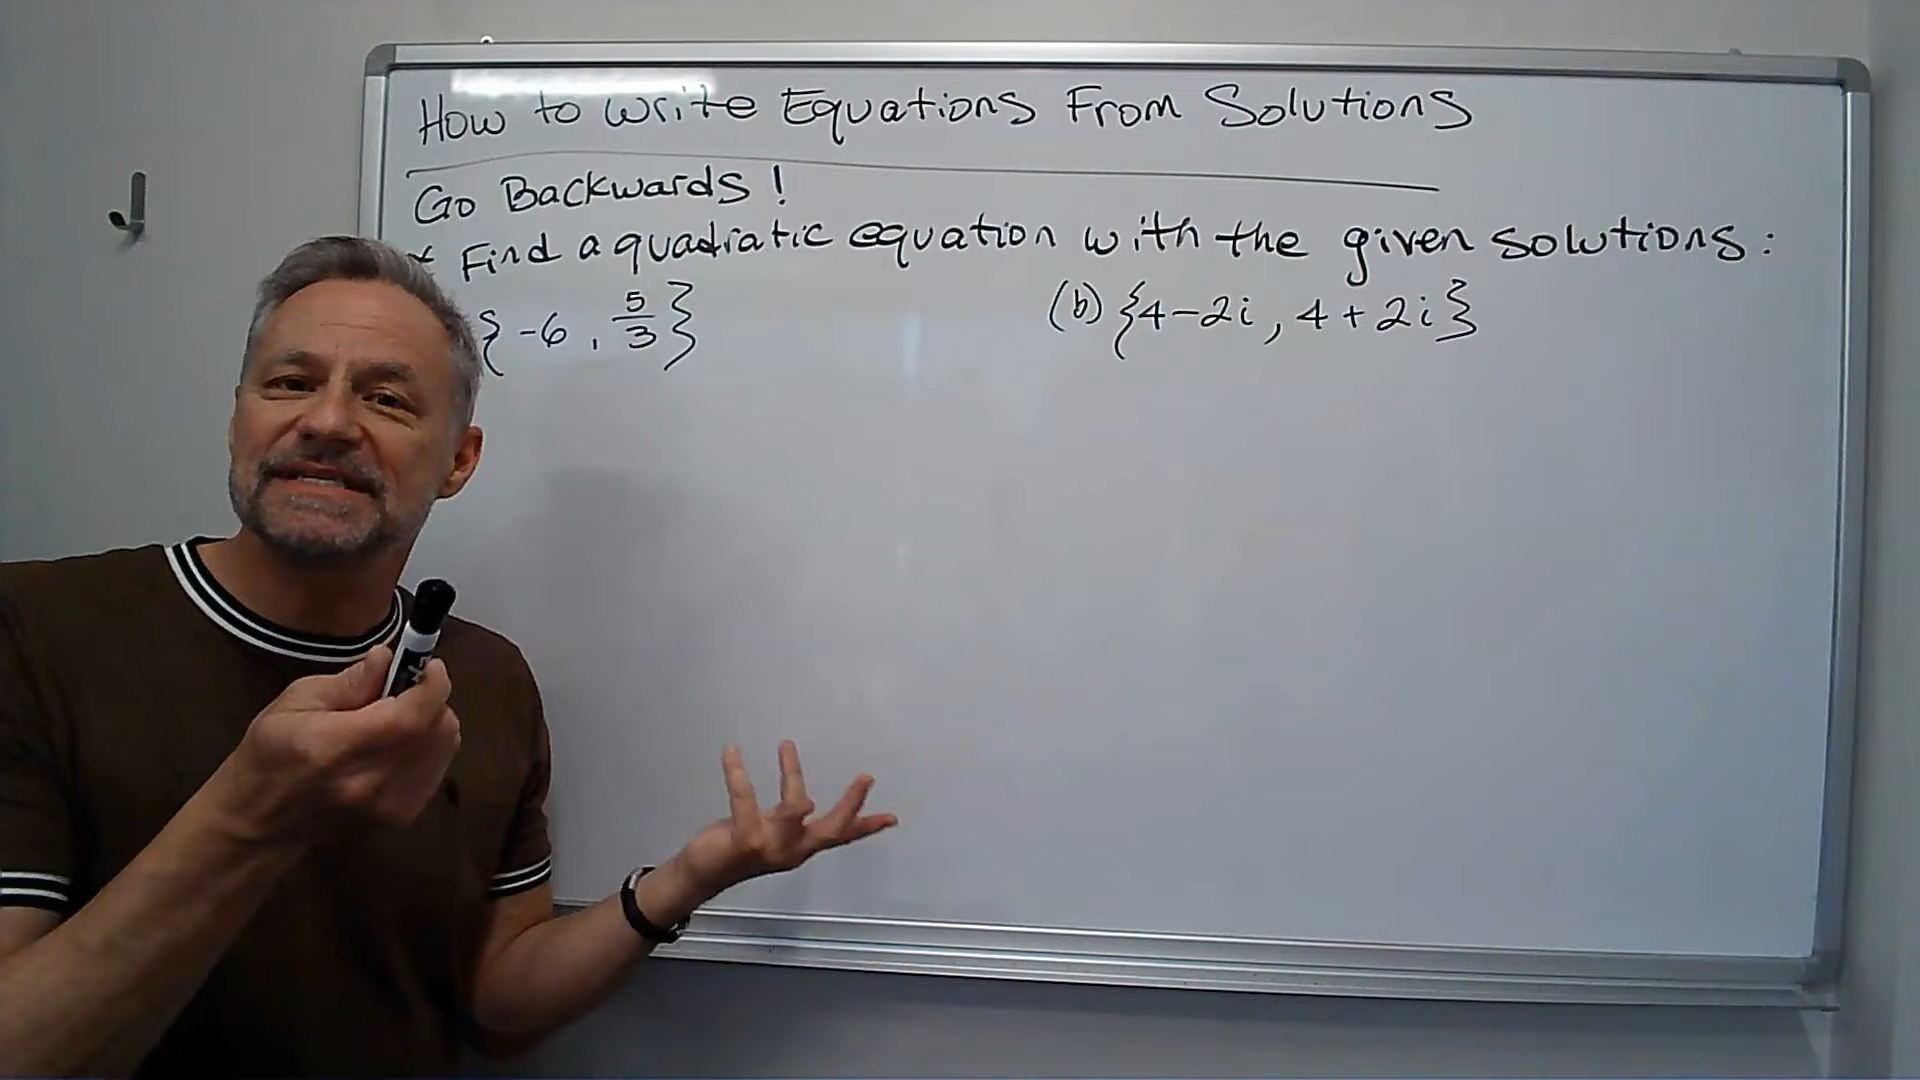 How to Write Equations From Solutions
Go Backwards!
* Find a quadratic equation with the given solutions:
{-6, 5/3}
(b) {4-2i, 4+2i}